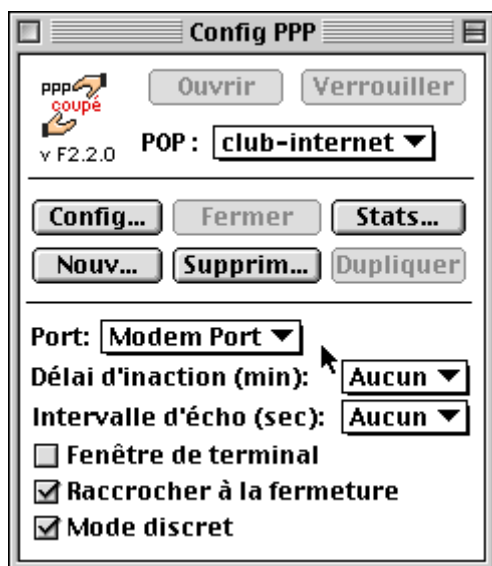 Config PPP
PPP
coupé
v F2.2.0
Ouvrir Verrouiller
POP : club-internet
Config... Fermer Stats...
Nouv... Supprim... Dupliquer
Port: Modem Port
Délai d'inaction (min): Aucun
Intervalle d'écho (sec): Aucun
Fenêtre de terminal
Raccrocher à la fermeture
Mode discret